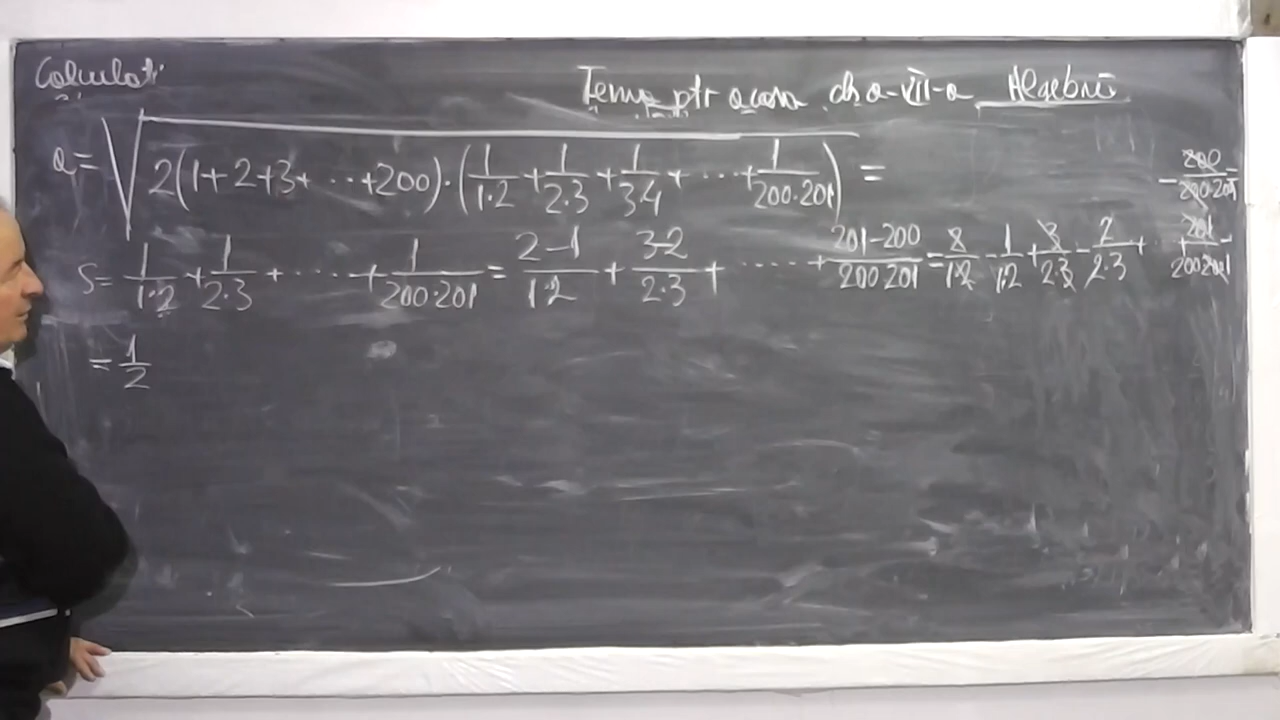 Calculati
Tema ptr acasa cls a-VII-a Algebră
a = √(2(1+2+3+ ... +200)·(1/1·2 + 1/2·3 + 1/3·4 + ... + 1/200·201)) =
S = 1/1·2 + 1/2·3 + ...... + 1/200·201 = 2-1/1·2 + 3-2/2·3 + ..... + 201-200/200·201 = 2/1·2 - 1/1·2 + 3/2·3 - 2/2·3 + ... + 201/200·201 -
- 200/200·201 =
= 1/2